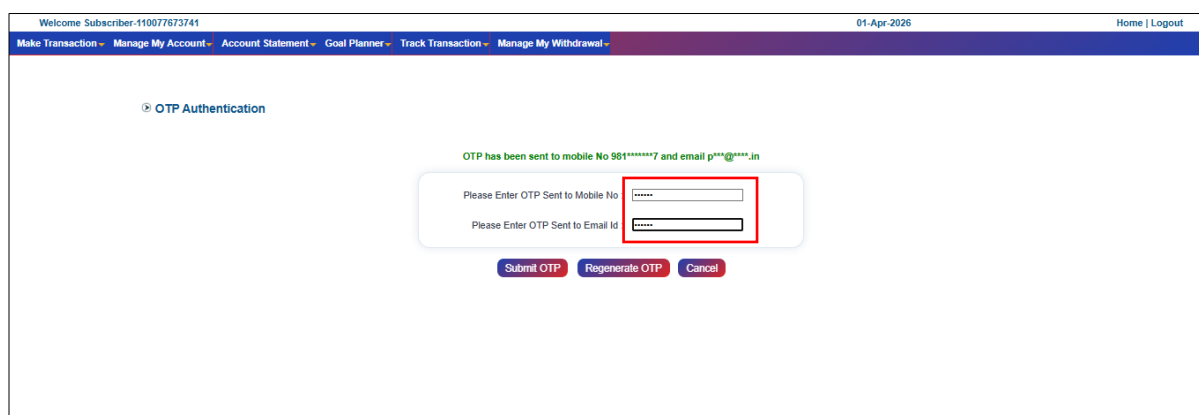 Welcome Subscriber-110077673741 01-Apr-2026 Home | Logout
Make Transaction Manage My Account Account Statement Goal Planner Track Transaction Manage My Withdrawal
OTP Authentication
OTP has been sent to mobile No 981*******7 and email p***@****.in
Please Enter OTP Sent to Mobile No : ••••••
Please Enter OTP Sent to Email Id : ••••••
Submit OTP Regenerate OTP Cancel